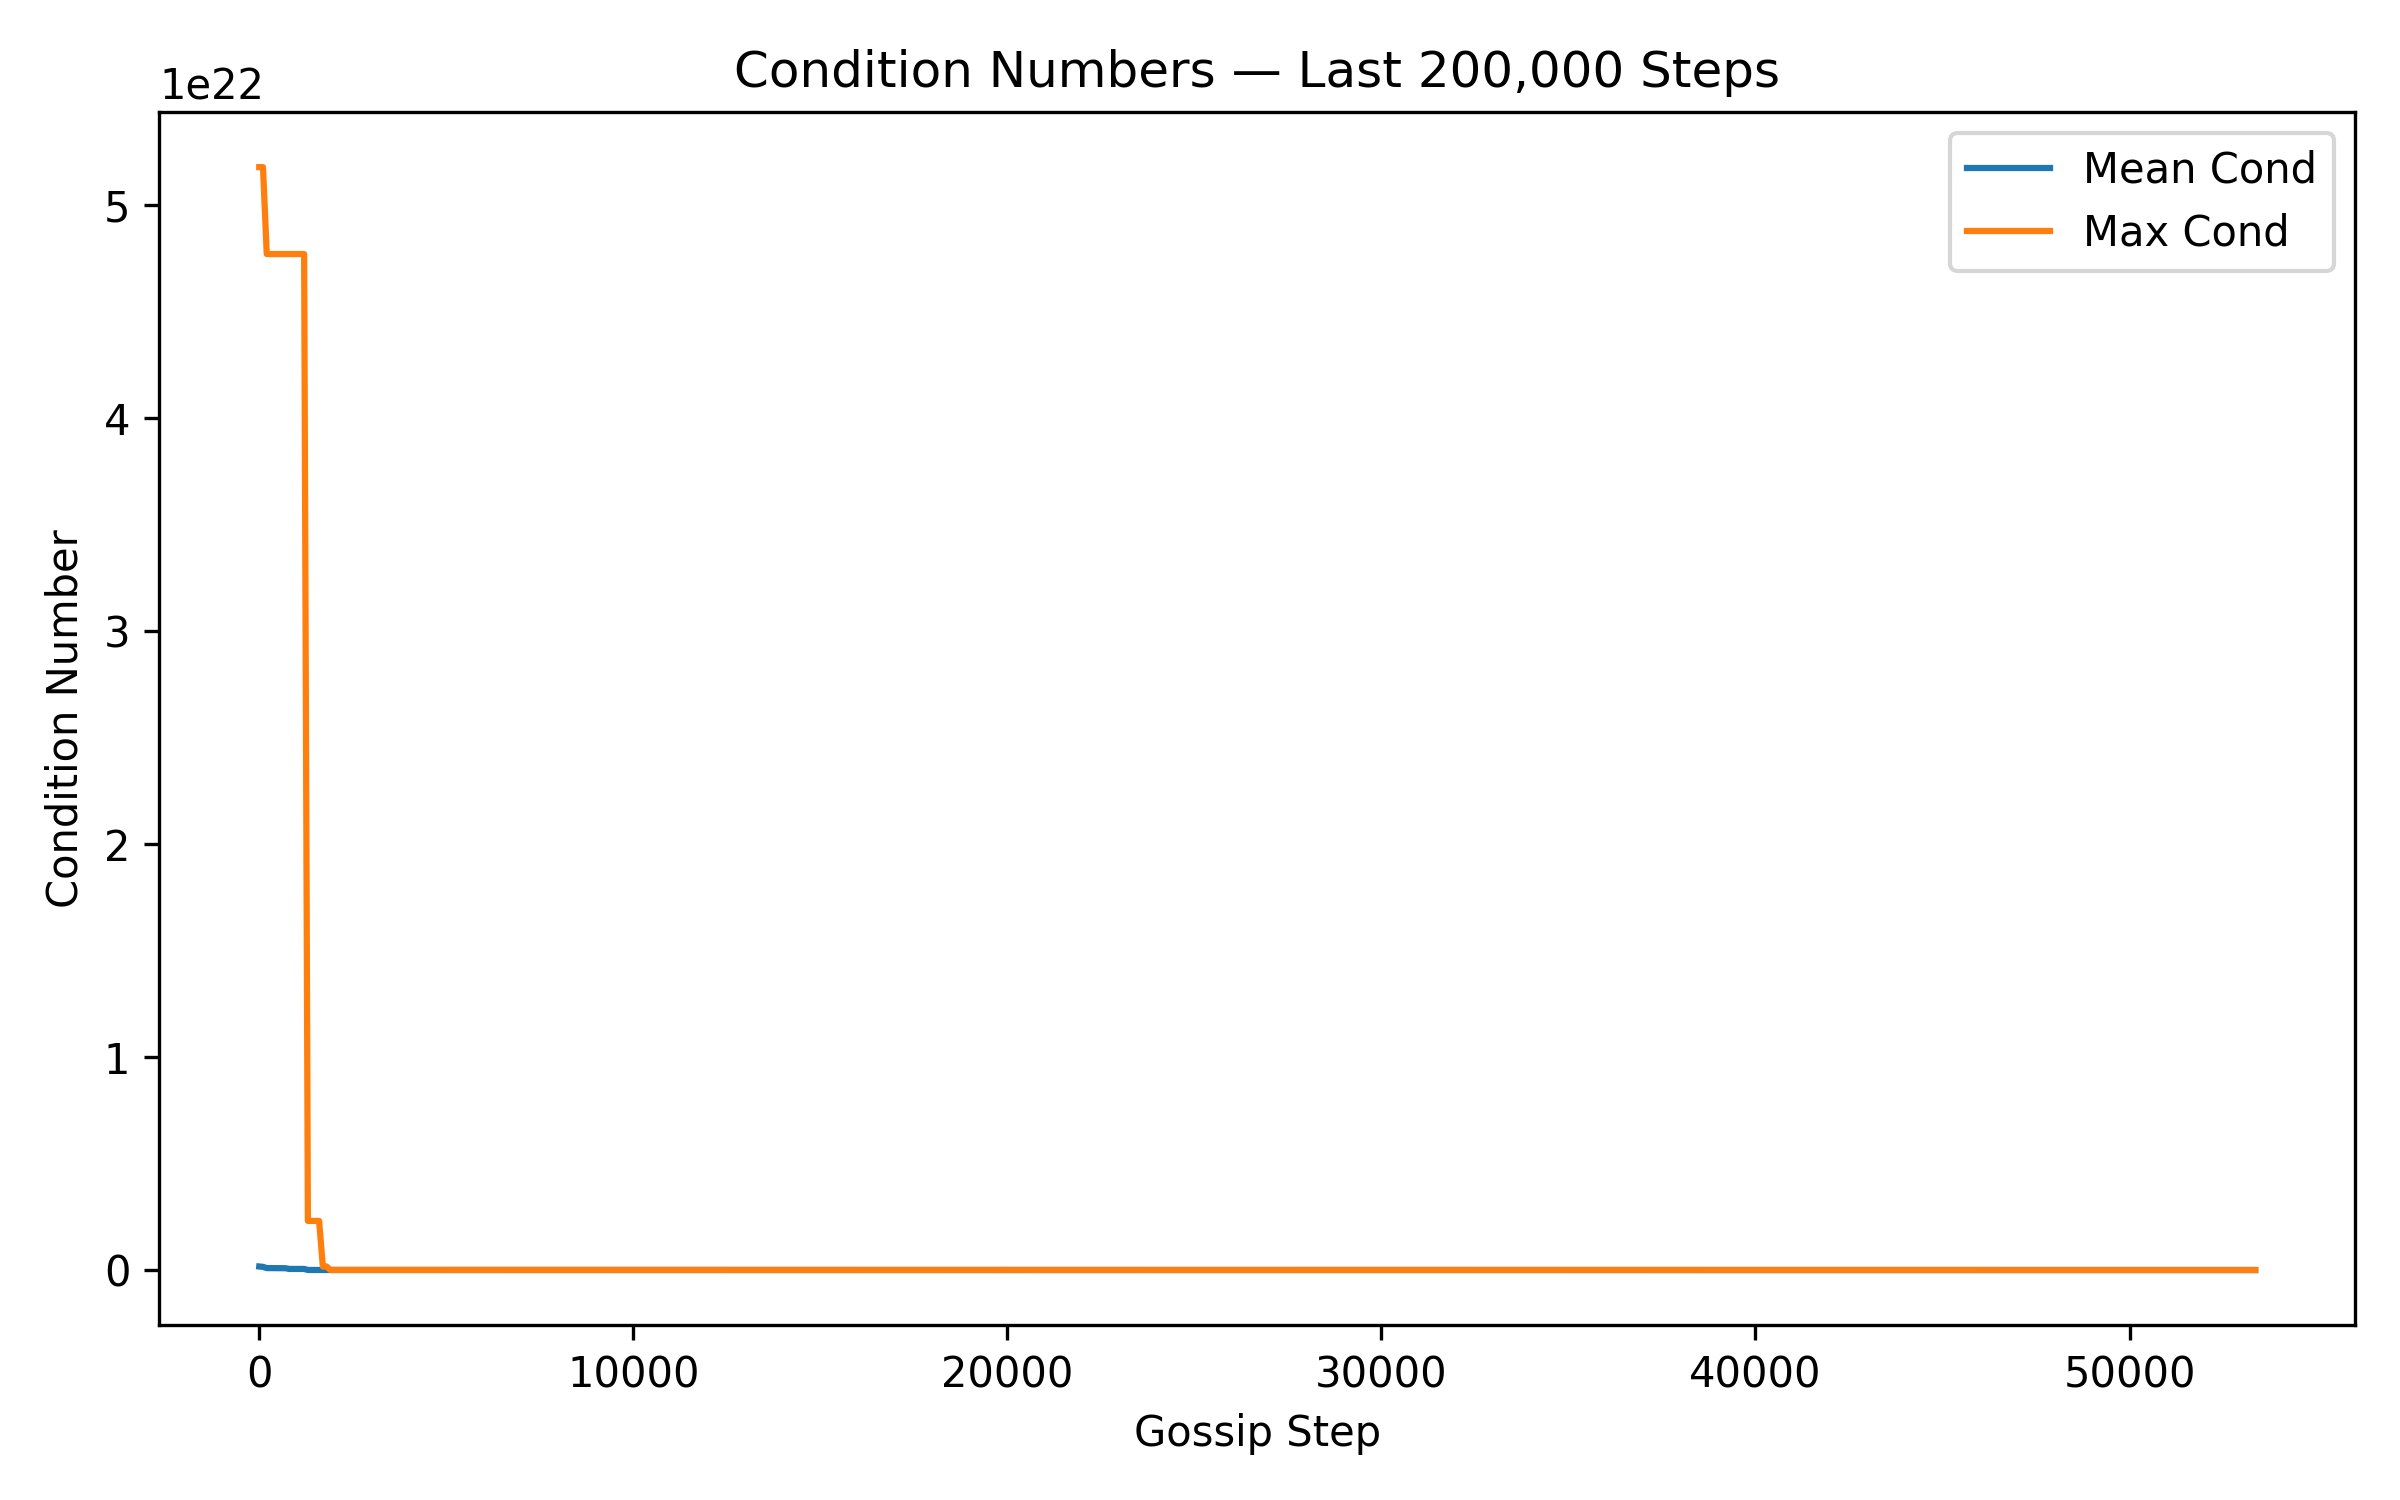 Condition Numbers — Last 200,000 Steps
1e22
Mean Cond
Max Cond
5
4
3
2
1
0
Condition Number
0 10000 20000 30000 40000 50000
Gossip Step